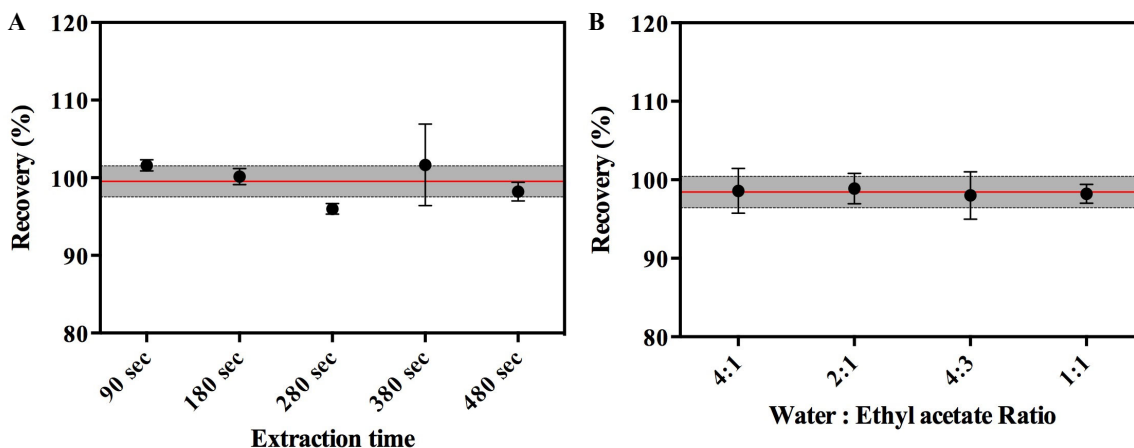 A
Recovery (%)
120
110
100
90
80
90 sec
180 sec
280 sec
380 sec
480 sec
Extraction time
B
Recovery (%)
120
110
100
90
80
4:1
2:1
4:3
1:1
Water : Ethyl acetate Ratio